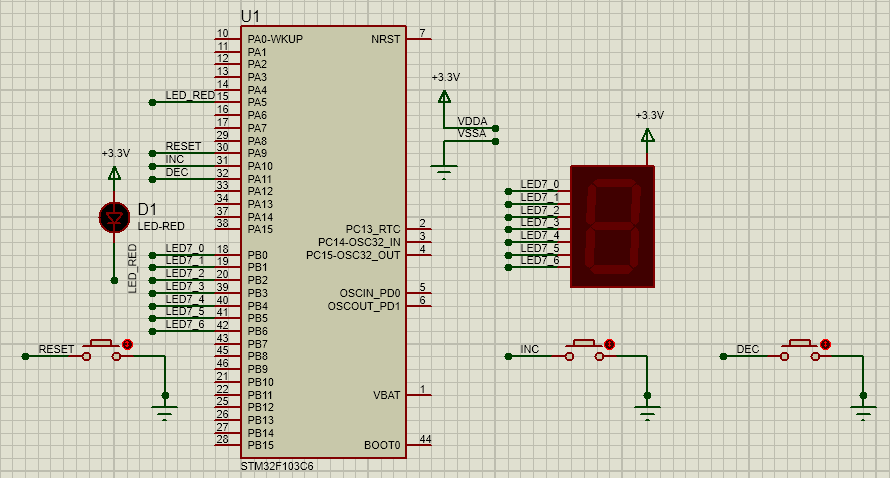 U1
10 PA0-WKUP NRST 7
11 PA1
12 PA2
13 PA3
14 PA4
LED_RED 15 PA5
16 PA6
17 PA7
29 PA8
RESET 30 PA9
INC 31 PA10
DEC 32 PA11
33 PA12
34 PA13
37 PA14
38 PA15
PC13_RTC 2
PC14-OSC32_IN 3
PC15-OSC32_OUT 4
LED7_0 18 PB0
LED7_1 19 PB1
LED7_2 20 PB2
LED7_3 39 PB3
LED7_4 40 PB4
LED7_5 41 PB5
LED7_6 42 PB6
43 PB7
45 PB8
46 PB9
21 PB10
22 PB11
25 PB12
26 PB13
27 PB14
28 PB15
OSCIN_PD0 5
OSCOUT_PD1 6
VBAT 1
BOOT0 44
STM32F103C6
+3.3V
D1
LED-RED
LED_RED
RESET
+3.3V
VDDA
VSSA
+3.3V
LED7_0
LED7_1
LED7_2
LED7_3
LED7_4
LED7_5
LED7_6
INC
DEC